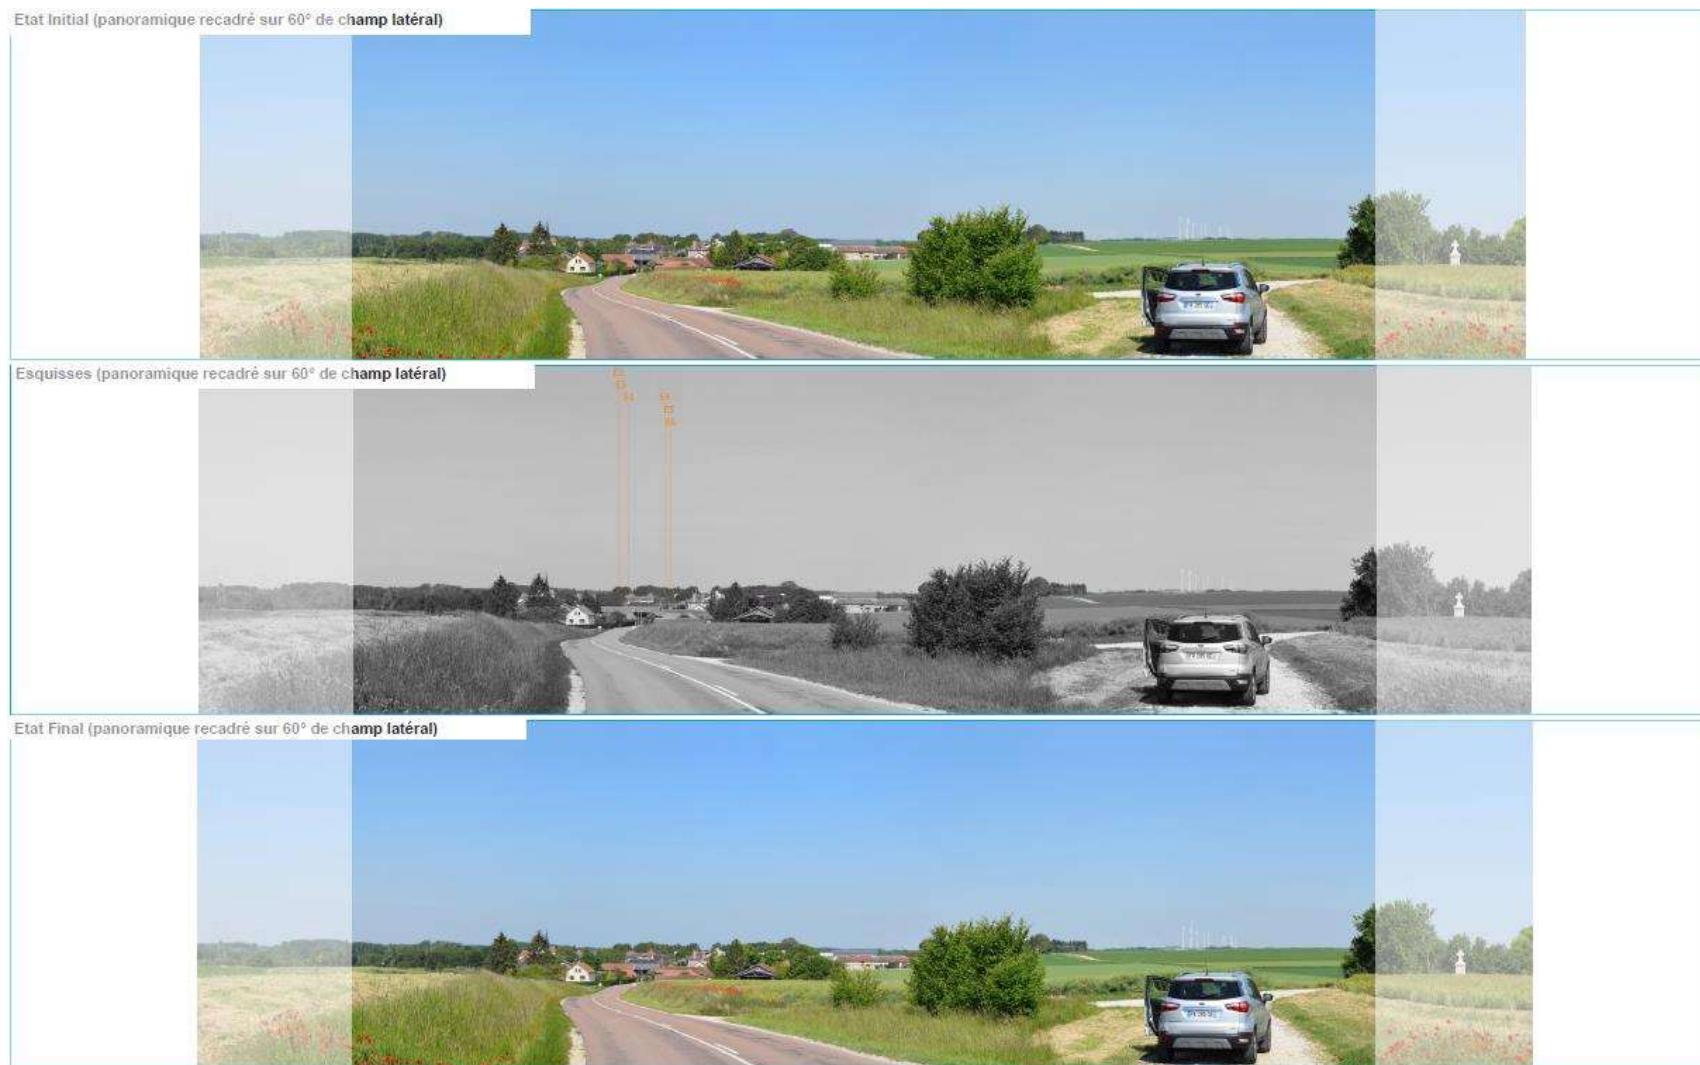 Etat Initial (panoramique recadré sur 60° de champ latéral)
Esquisses (panoramique recadré sur 60° de champ latéral)
Etat Final (panoramique recadré sur 60° de champ latéral)